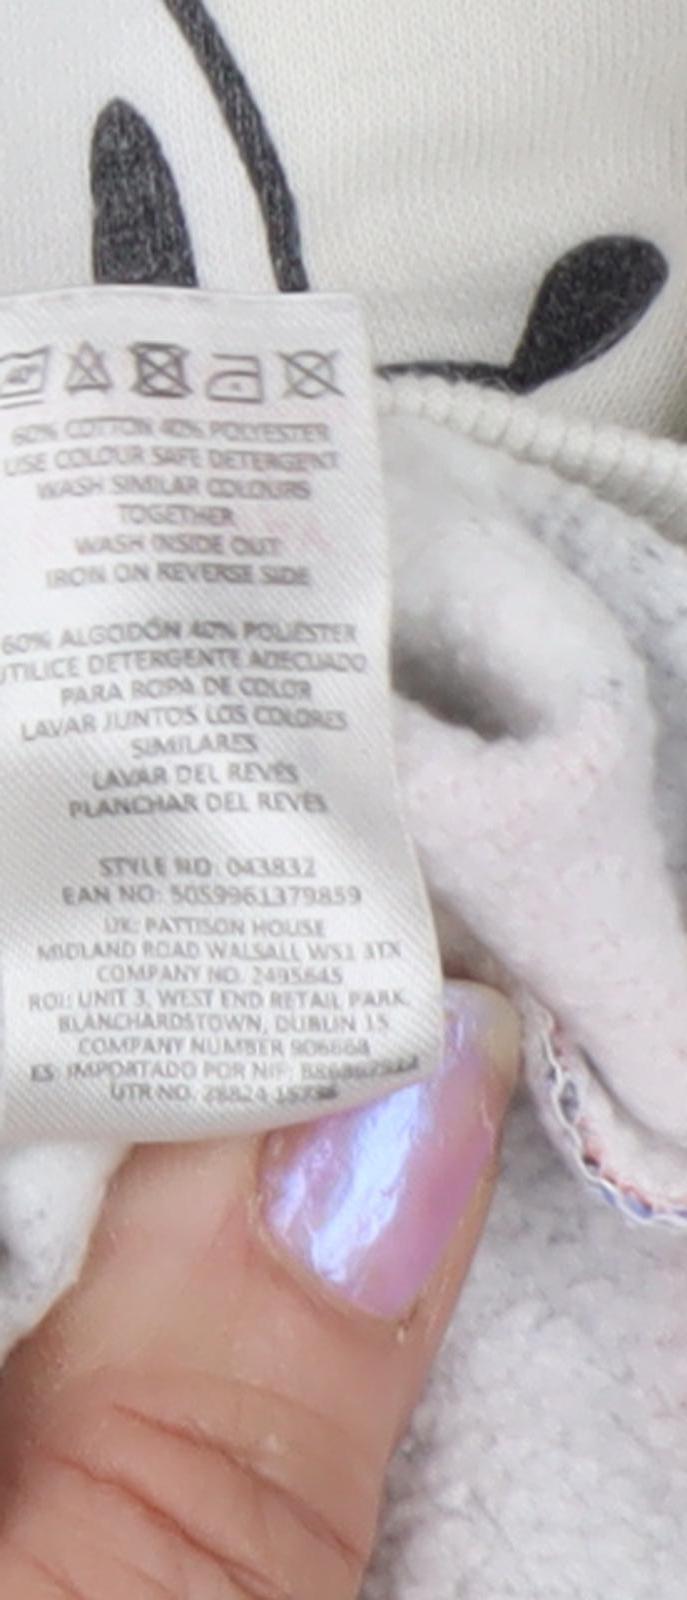 40°
60% COTTON 40% POLYESTER
USE COLOUR SAFE DETERGENT
WASH SIMILAR COLOURS
TOGETHER
WASH INSIDE OUT
IRON ON REVERSE SIDE
60% ALGODÓN 40% POLIÉSTER
UTILICE DETERGENTE ADECUADO
PARA ROPA DE COLOR
LAVAR JUNTOS LOS COLORES
SIMILARES
LAVAR DEL REVÉS
PLANCHAR DEL REVÉS
STYLE NO: 043832
EAN NO: 5059961379859
UK: PATTISON HOUSE
MIDLAND ROAD WALSALL WS1 3TX
COMPANY NO. 2495645
ROI: UNIT 3, WEST END RETAIL PARK,
BLANCHARDSTOWN, DUBLIN 15
COMPANY NUMBER 906668
ES: IMPORTADO POR NIF:
UTR NO. 28824 15736